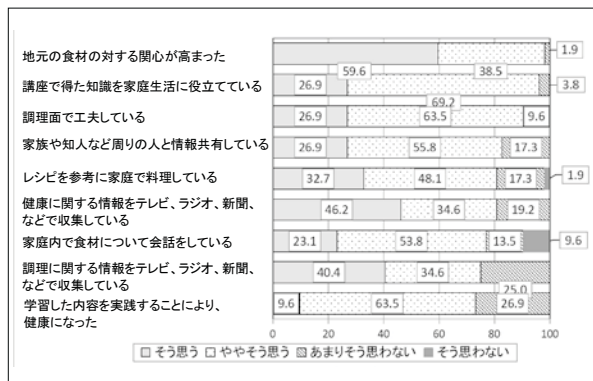 地元の食材の対する関心が高まった
59.6 38.5 1.9
講座で得た知識を家庭生活に役立てている
26.9 69.2 3.8
調理面で工夫している
26.9 63.5 9.6
家族や知人など周りの人と情報共有している
26.9 55.8 17.3
レシピを参考に家庭で料理している
32.7 48.1 17.3 1.9
健康に関する情報をテレビ、ラジオ、新聞、
などで収集している
46.2 34.6 19.2
家庭内で食材について会話をしている
23.1 53.8 13.5 9.6
調理に関する情報をテレビ、ラジオ、新聞、
などで収集している
40.4 34.6 25.0
学習した内容を実践することにより、
健康になった
9.6 63.5 26.9
0 20 40 60 80 100
そう思う ややそう思う あまりそう思わない そう思わない